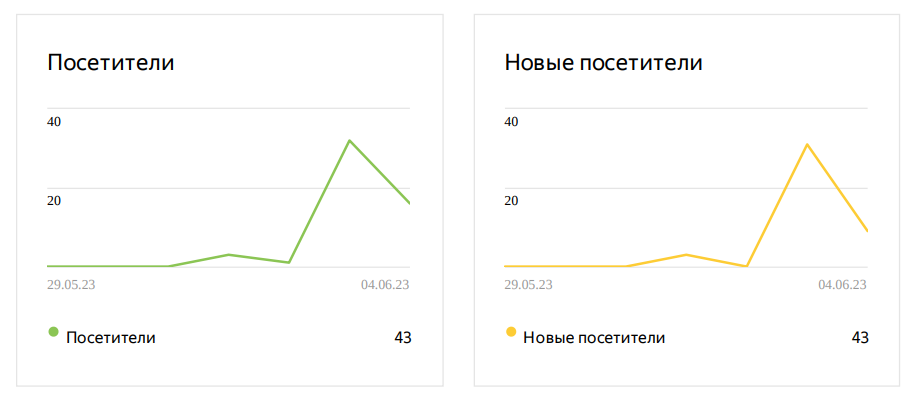 Посетители
40
20
29.05.23 04.06.23
Посетители 43
Новые посетители
40
20
29.05.23 04.06.23
Новые посетители 43